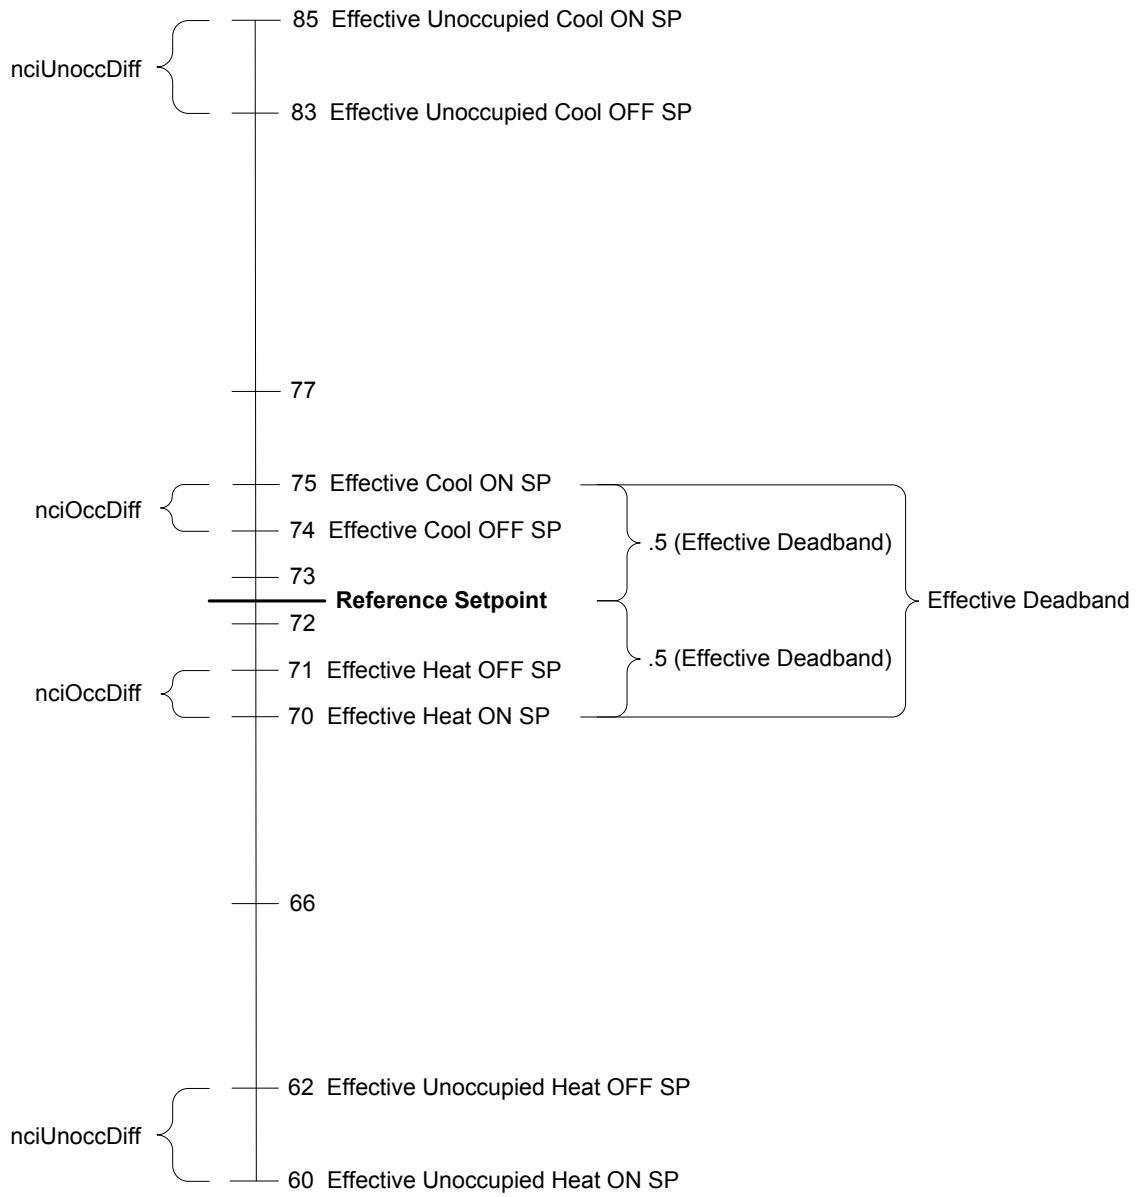 85 Effective Unoccupied Cool ON SP
nciUnoccDiff
83 Effective Unoccupied Cool OFF SP
77
75 Effective Cool ON SP
nciOccDiff
74 Effective Cool OFF SP
.5 (Effective Deadband)
73
Reference Setpoint
Effective Deadband
72
.5 (Effective Deadband)
71 Effective Heat OFF SP
nciOccDiff
70 Effective Heat ON SP
66
62 Effective Unoccupied Heat OFF SP
nciUnoccDiff
60 Effective Unoccupied Heat ON SP